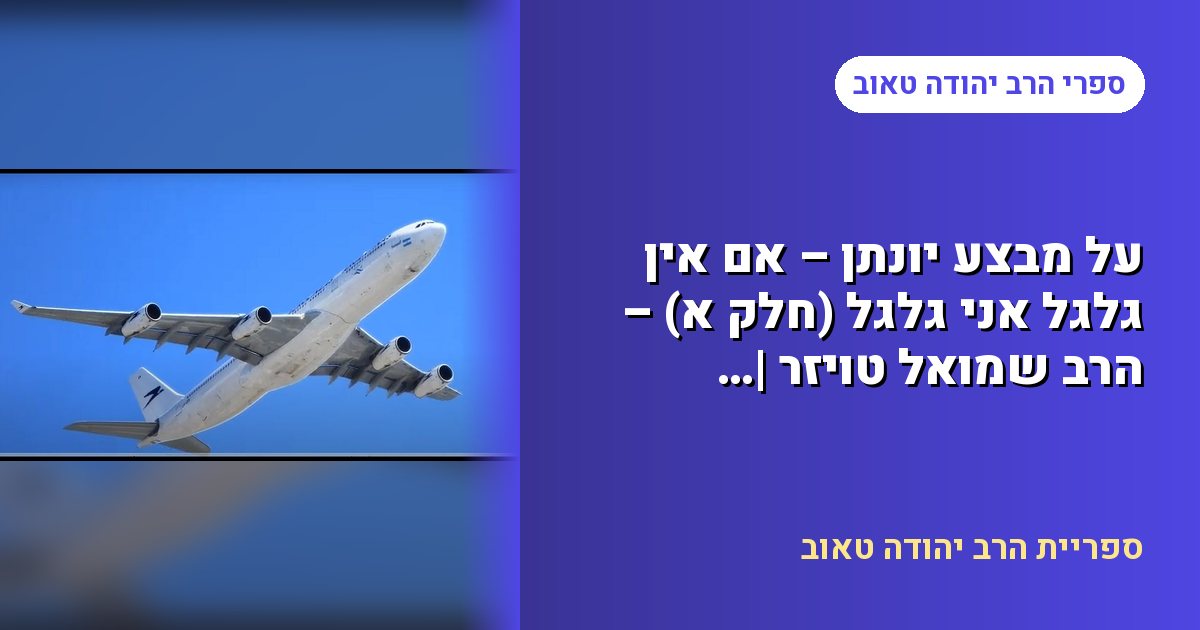 ספרי הרב יהודה טאוב
על מבצע יונתן – אם אין
גלגל אני גלגל (חלק א) –
הרב שמואל טויזר |...
ספריית הרב יהודה טאוב